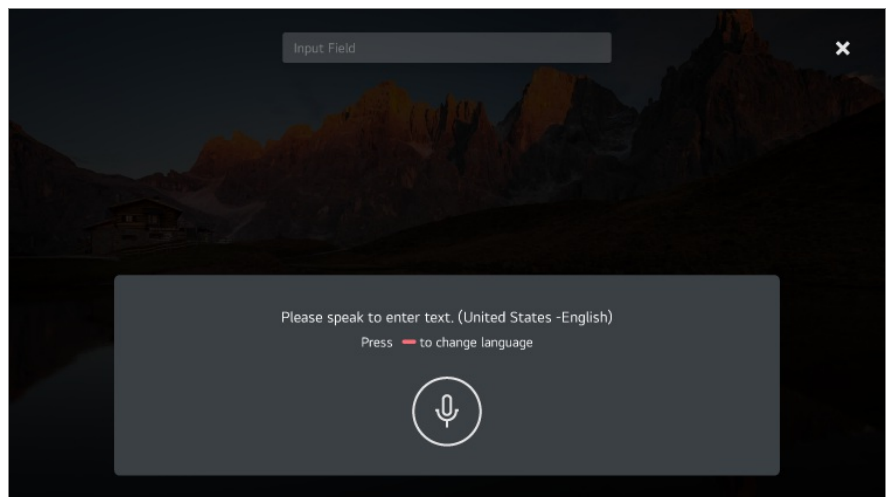 Input Field
Please speak to enter text. (United States -English)
Press to change language